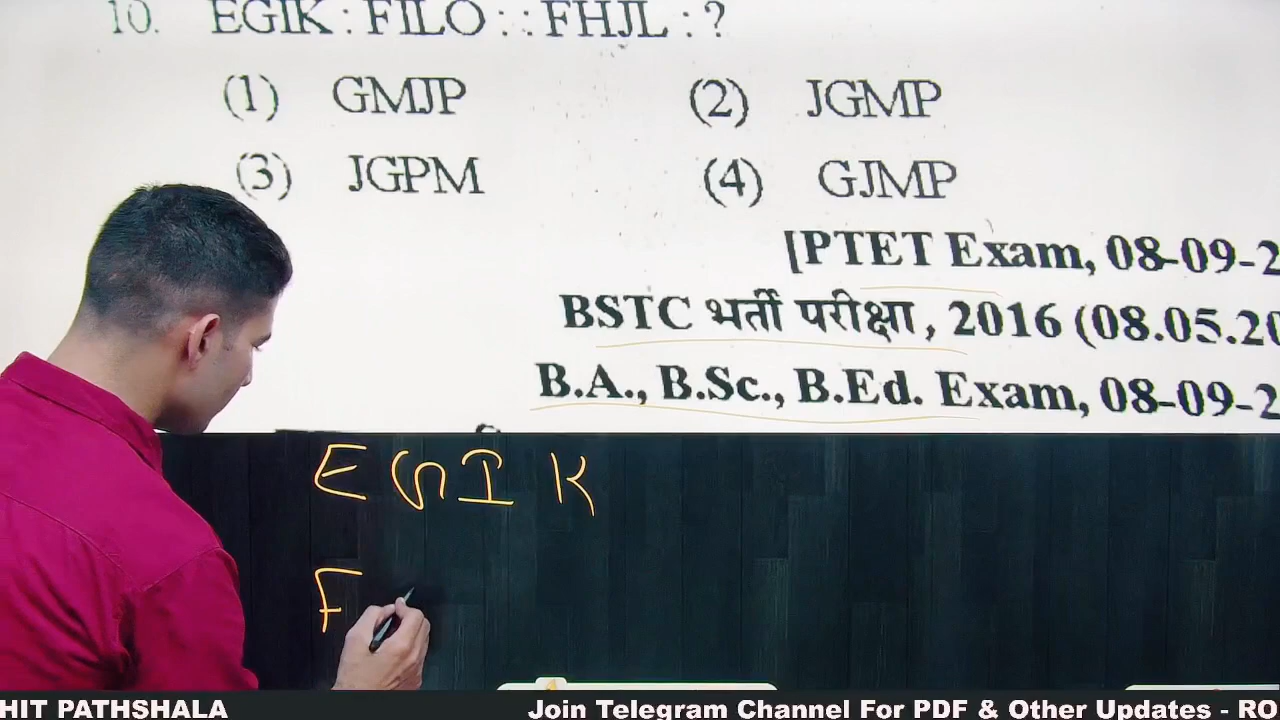 10. EGIK : FILO : : FHJL : ?
(1) GMJP (2) JGMP
(3) JGPM (4) GJMP
[PTET Exam, 08-09-2
BSTC भर्ती परीक्षा, 2016 (08.05.20
B.A., B.Sc., B.Ed. Exam, 08-09-2
E G I K
F
HIT PATHSHALA Join Telegram Channel For PDF & Other Updates - RO